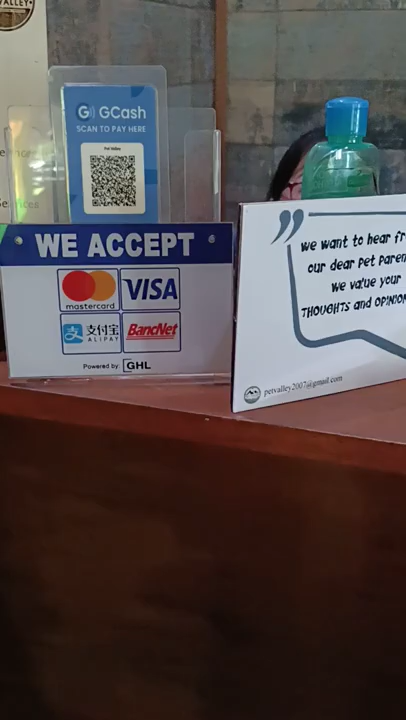 VALLEY
GCash
SCAN TO PAY HERE
WE ACCEPT
mastercard
VISA
支付宝
ALIPAY
BancNet
Powered by: GHL
we want to hear
our dear Pet Paren
we value your
THOUGHTS and OPINION
petvalley2007@gmail.com